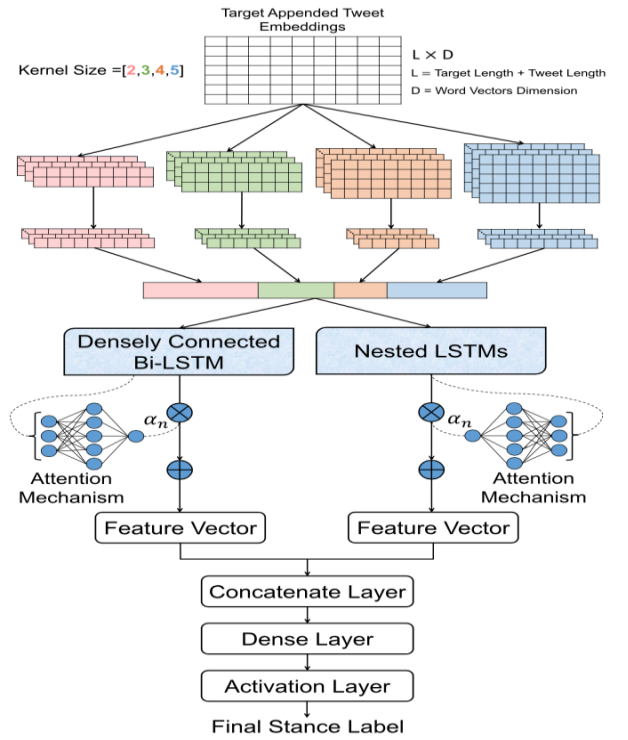 Target Appended Tweet
Embeddings
Kernel Size =[2,3,4,5]
L × D
L = Target Length + Tweet Length
D = Word Vectors Dimension
Densely Connected
Bi-LSTM
Nested LSTMs
αn
αn
Attention
Mechanism
Attention
Mechanism
Feature Vector
Feature Vector
Concatenate Layer
Dense Layer
Activation Layer
Final Stance Label